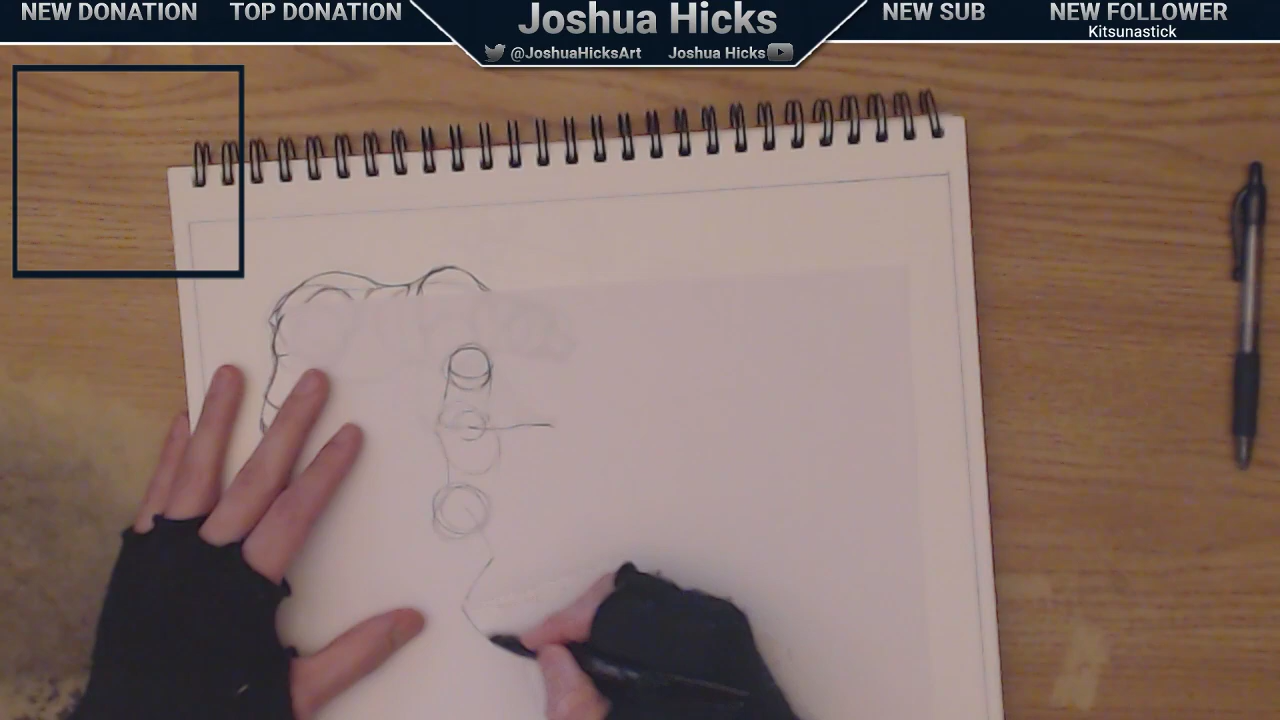 NEW DONATION
TOP DONATION
Joshua Hicks
@JoshuaHicksArt
Joshua Hicks
NEW SUB
NEW FOLLOWER
Kitsunastick